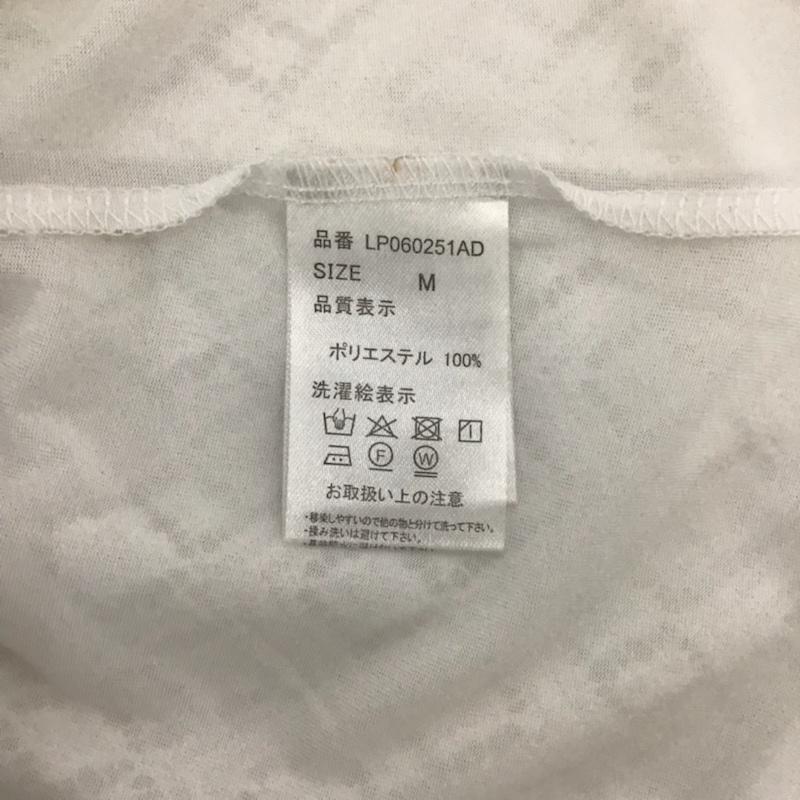 品番 LP060251AD
SIZE M
品質表示
ポリエステル 100%
洗濯絵表示
F W
お取扱い上の注意
・移染しやすいので他の物と分けて洗って下さい。
・揉み洗いは避けて下さい。